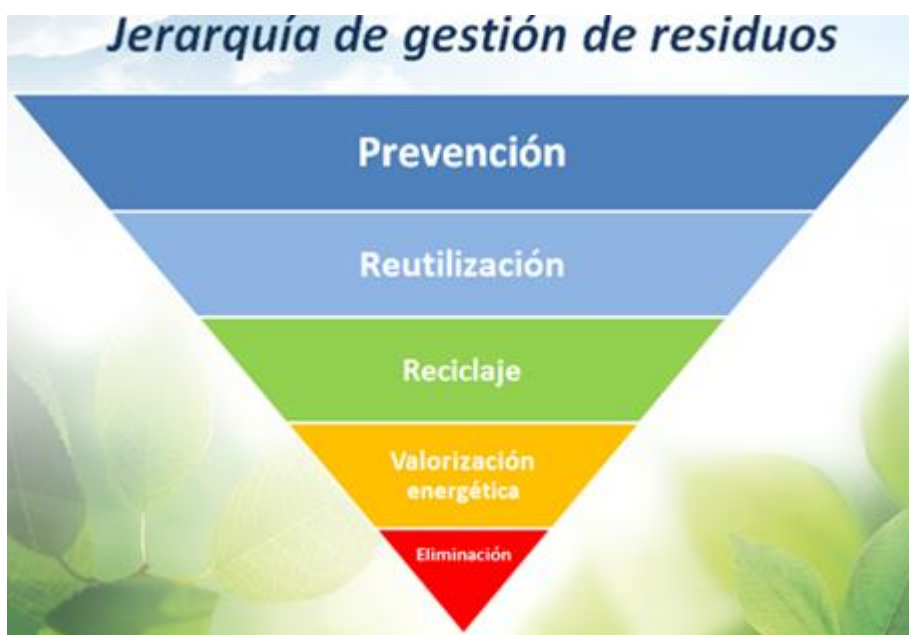 Jerarquía de gestión de residuos
Prevención
Reutilización
Reciclaje
Valorización
energética
Eliminación